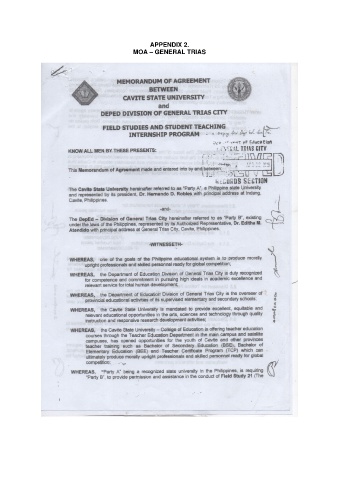 APPENDIX 2.
MOA – GENERAL TRIAS
MEMORANDUM OF AGREEMENT
BETWEEN
CAVITE STATE UNIVERSITY
and
DEPED DIVISION OF GENERAL TRIAS CITY
FIELD STUDIES AND STUDENT TEACHING
INTERNSHIP PROGRAM
KNOW ALL MEN BY THESE PRESENTS:
of Education
TRIAS CITY
This Memorandum of Agreement made and entered into by and between
RECORDS SECTION
The Cavite State University hereinafter referred to as "Party A", a Philippine state University
and represented by its president, Dr. Hernando D. Robles with principal address at Indang,
Cavite, Philippines.
-and-
The DepEd – Division of General Trias City hereinafter referred to as "Party B", existing
under the laws of the Philippines, represented by its Authorized Representative, Dr. Editha M.
Atendido with principal address at General Trias City, Cavite, Philippines.
WITNESSETH-
WHEREAS, one of the goals of the Philippine educational system is to produce morally
upright professionals and skilled personnel ready for global competition;
WHEREAS, the Department of Education Division of General Trias City is duly recognized
for competence and commitment in pursuing high ideals in academic excellence and
relevant service for total human development;
WHEREAS, the Department of Education Division of General Trias City is the overseer of
provincial educational activities of its supervised elementary and secondary schools;
WHEREAS, the Cavite State University is mandated to provide excellent, equitable and
relevant educational opportunities in the arts, sciences and technology through quality
instruction and responsive research development activities;
WHEREAS, the Cavite State University – College of Education is offering teacher education
courses through the Teacher Education Department in the main campus and satellite
campuses, has opened opportunities for the youth of Cavite and other provinces
teacher training such as Bachelor of Secondary Education (BSE), Bachelor of
Elementary Education (BEE) and Teacher Certificate Program (TCP) which can
ultimately produce morally upright professionals and skilled personnel ready for global
competition;
WHEREAS, "Party A" being a recognized state university in the Philippines, is requiring
"Party B", to provide permission and assistance in the conduct of Field Study 21 (The